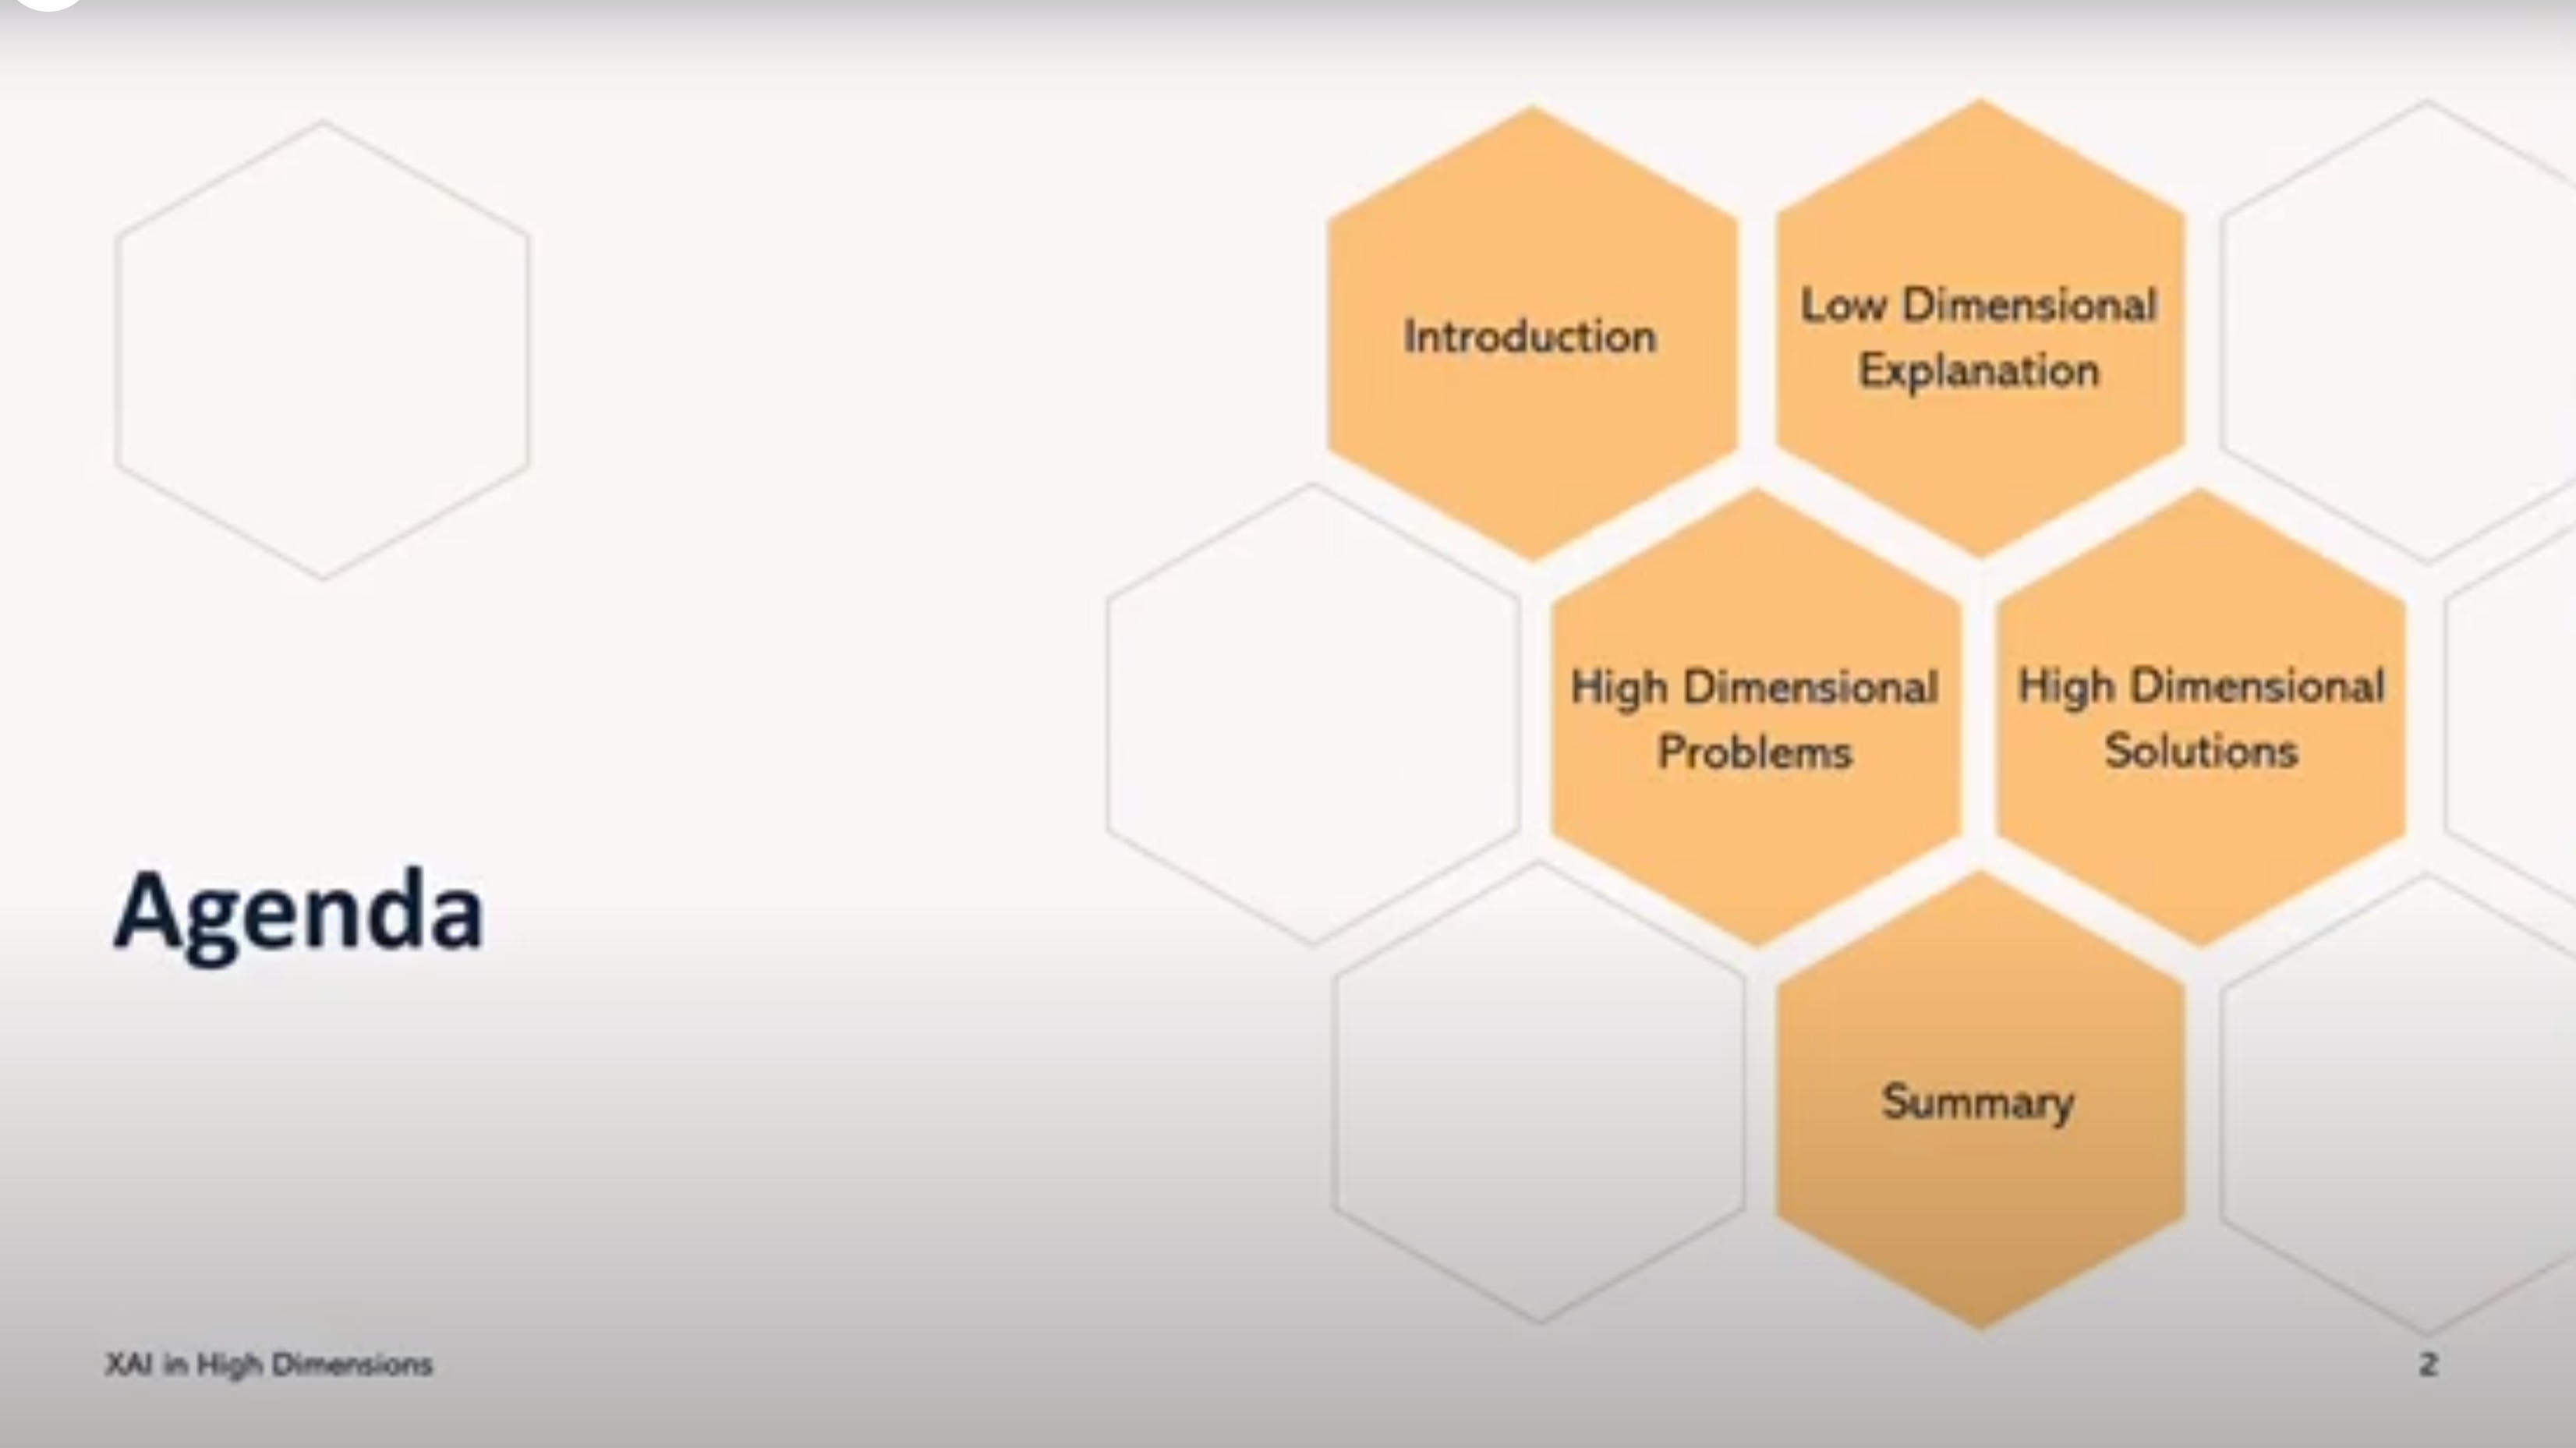 Agenda
Introduction
Low Dimensional
Explanation
High Dimensional
Problems
High Dimensional
Solutions
Summary
XAI in High Dimensions
2